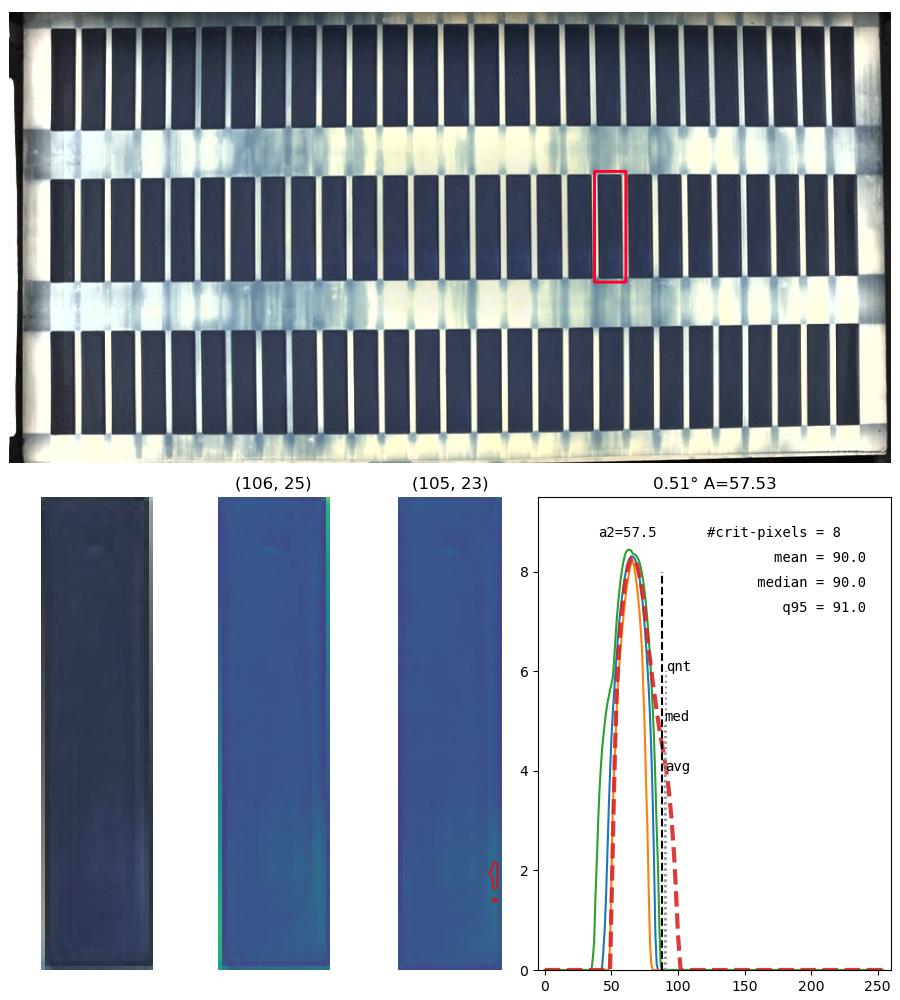 (106, 25)
(105, 23)
0.51° A=57.53
a2=57.5
#crit-pixels = 8
mean = 90.0
median = 90.0
q95 = 91.0
qnt
med
avg
8
6
4
2
0
0 50 100 150 200 250